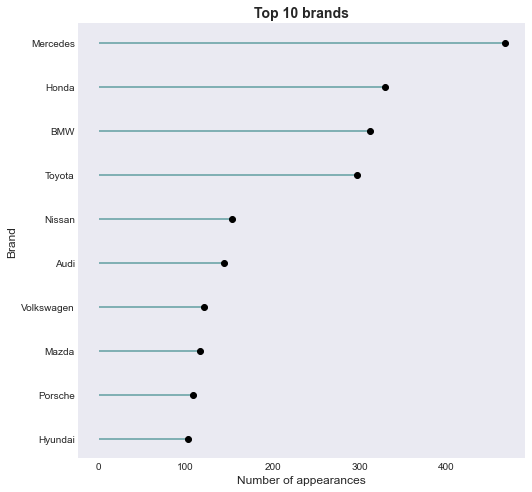 Top 10 brands
Mercedes
Honda
BMW
Toyota
Nissan
Audi
Volkswagen
Mazda
Porsche
Hyundai
Brand
0 100 200 300 400
Number of appearances